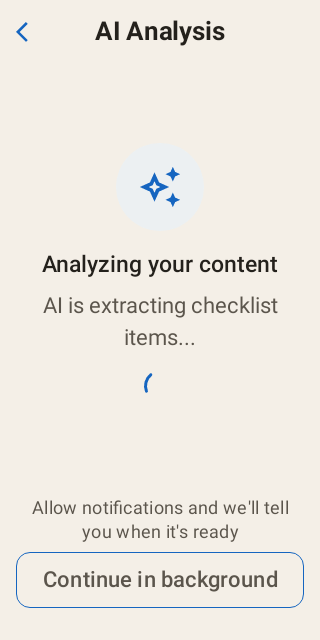 AI Analysis
Analyzing your content
AI is extracting checklist
items...
Allow notifications and we'll tell
you when it's ready
Continue in background